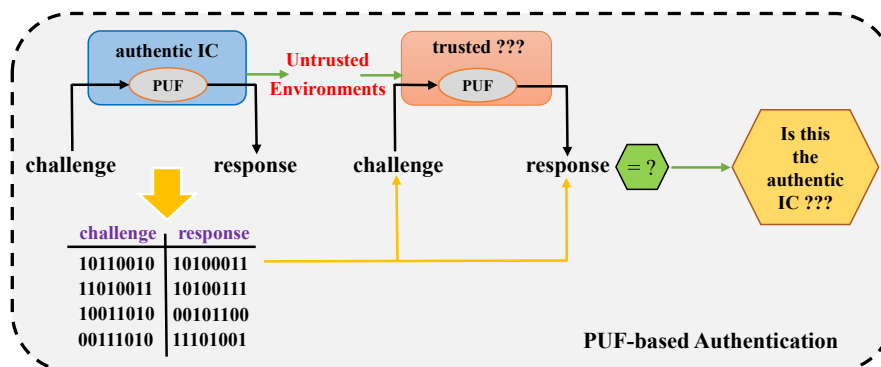 authentic IC
PUF
Untrusted
Environments
trusted ???
PUF
challenge
response
challenge
response
= ?
Is this
the
authentic
IC ???
challenge response
10110010 10100011
11010011 10100111
10011010 00101100
00111010 11101001
PUF-based Authentication